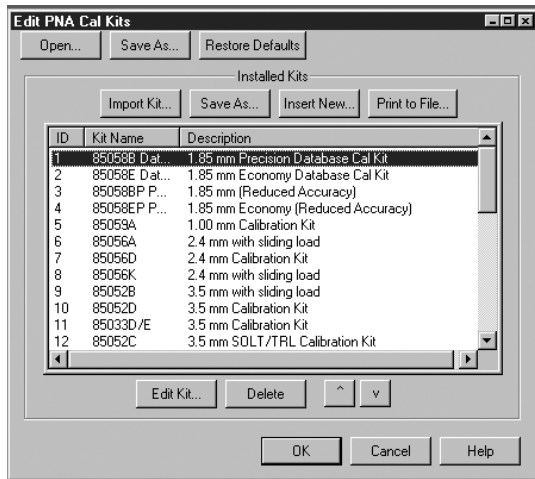 Edit PNA Cal Kits
Open... Save As... Restore Defaults
Installed Kits
Import Kit... Save As... Insert New... Print to File...
ID Kit Name Description
1 85058B Dat... 1.85 mm Precision Database Cal Kit
2 85058E Dat... 1.85 mm Economy Database Cal Kit
3 85058BP P... 1.85 mm (Reduced Accuracy)
4 85058EP P... 1.85 mm Economy (Reduced Accuracy)
5 85059A 1.00 mm Calibration Kit
6 85056A 2.4 mm with sliding load
7 85056D 2.4 mm Calibration Kit
8 85056K 2.4 mm with sliding load
9 85052B 3.5 mm with sliding load
10 85052D 3.5 mm Calibration Kit
11 85033D/E 3.5 mm Calibration Kit
12 85052C 3.5 mm SOLT/TRL Calibration Kit
Edit Kit... Delete ^ v
OK Cancel Help